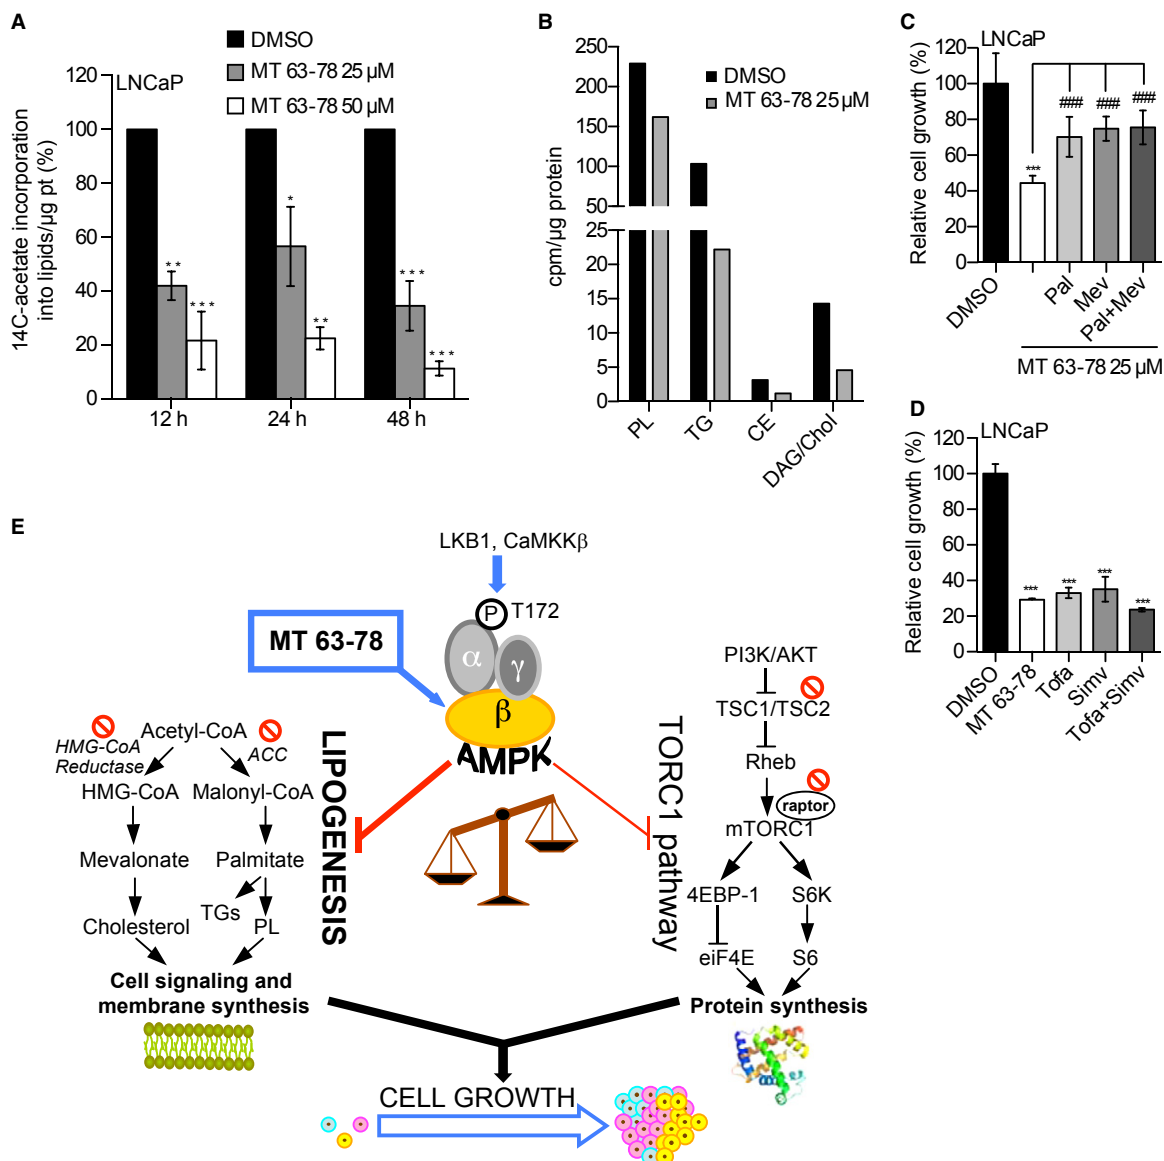 A
DMSO
MT 63-78 25 µM
MT 63-78 50 µM
LNCaP
14C-acetate incorporation
into lipids/µg pt (%)
120
100
80
60
40
20
0
**
***
*
**
***
***
12 h
24 h
48 h
B
DMSO
MT 63-78 25 µM
cpm/µg protein
250
200
150
100
50
25
20
15
10
5
0
PL
TG
CE
DAG/Chol
C
LNCaP
Relative cell growth (%)
120
100
80
60
40
20
0
***
###
###
###
DMSO
Pal
Mev
Pal+Mev
MT 63-78 25 µM
D
LNCaP
Relative cell growth (%)
120
100
80
60
40
20
0
***
***
***
***
DMSO
MT 63-78
Tofa
Simv
Tofa+Simv
E
LKB1, CaMKKβ
P T172
MT 63-78
α
γ
β
AMPK
LIPOGENESIS
TORC1 pathway
Acetyl-CoA
HMG-CoA
Reductase
ACC
HMG-CoA
Malonyl-CoA
Mevalonate
Palmitate
TGs
Cholesterol
PL
Cell signaling and
membrane synthesis
PI3K/AKT
TSC1/TSC2
Rheb
raptor
mTORC1
4EBP-1
S6K
eiF4E
S6
Protein synthesis
CELL GROWTH